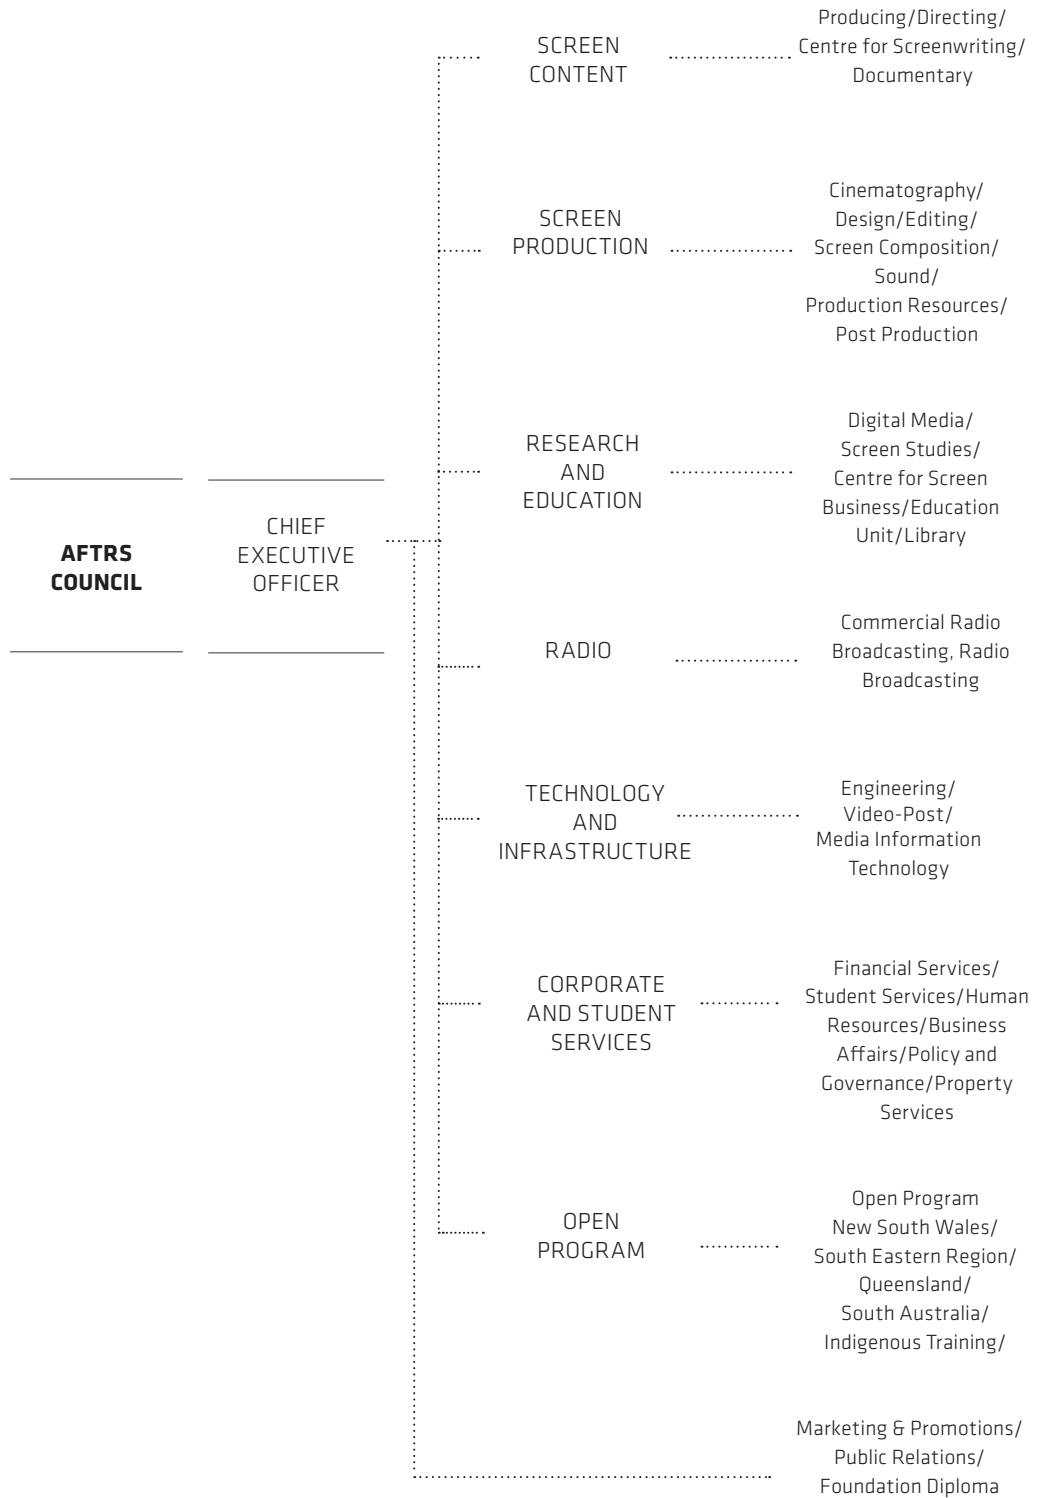 AFTRS
COUNCIL
CHIEF
EXECUTIVE
OFFICER
SCREEN
CONTENT
Producing/Directing/
Centre for Screenwriting/
Documentary
SCREEN
PRODUCTION
Cinematography/
Design/Editing/
Screen Composition/
Sound/
Production Resources/
Post Production
RESEARCH
AND
EDUCATION
Digital Media/
Screen Studies/
Centre for Screen
Business/Education
Unit/Library
RADIO
Commercial Radio
Broadcasting, Radio
Broadcasting
TECHNOLOGY
AND
INFRASTRUCTURE
Engineering/
Video-Post/
Media Information
Technology
CORPORATE
AND STUDENT
SERVICES
Financial Services/
Student Services/Human
Resources/Business
Affairs/Policy and
Governance/Property
Services
OPEN
PROGRAM
Open Program
New South Wales/
South Eastern Region/
Queensland/
South Australia/
Indigenous Training/
Marketing & Promotions/
Public Relations/
Foundation Diploma